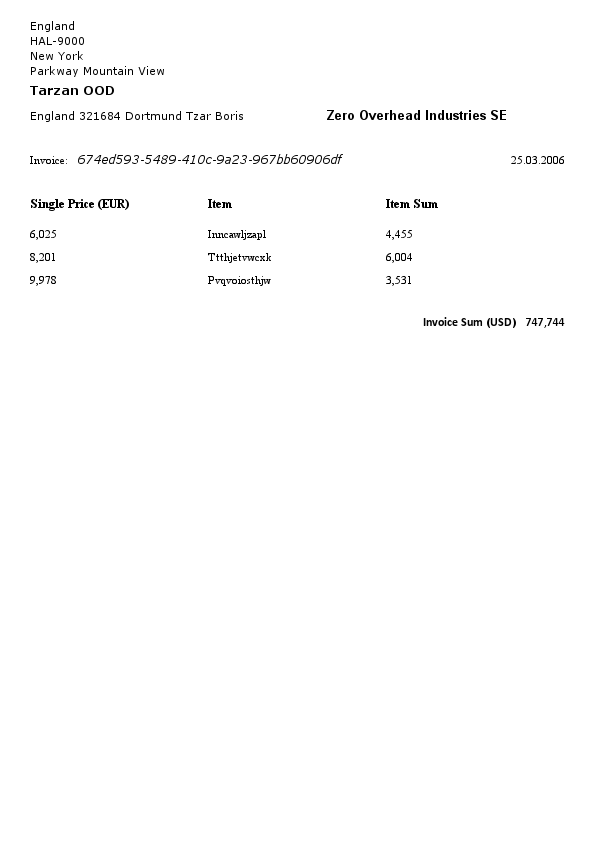 England
HAL-9000
New York
Parkway Mountain View
Tarzan OOD
England 321684 Dortmund Tzar Boris Zero Overhead Industries SE
Invoice: 674ed593-5489-410c-9a23-967bb60906df 25.03.2006
Single Price (EUR) Item Item Sum
6,025 Inncawljzapl 4,455
8,201 Ttthjetvwcxk 6,004
9,978 Pvqvoiosthjw 3,531
Invoice Sum (USD) 747,744